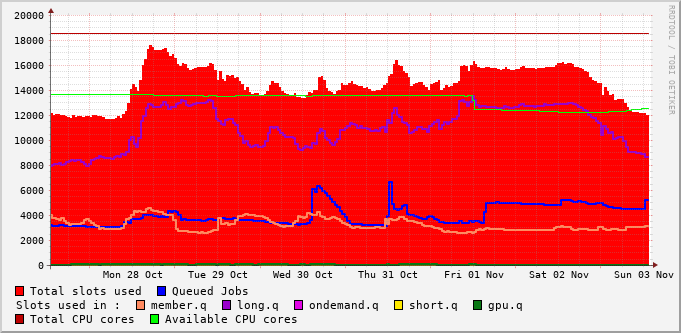 RRDTOOL / TOBI OETIKER
20000
18000
16000
14000
12000
10000
8000
6000
4000
2000
0
Mon 28 Oct Tue 29 Oct Wed 30 Oct Thu 31 Oct Fri 01 Nov Sat 02 Nov Sun 03 Nov
Total slots used Queued Jobs
Slots used in : member.q long.q ondemand.q short.q gpu.q
Total CPU cores Available CPU cores